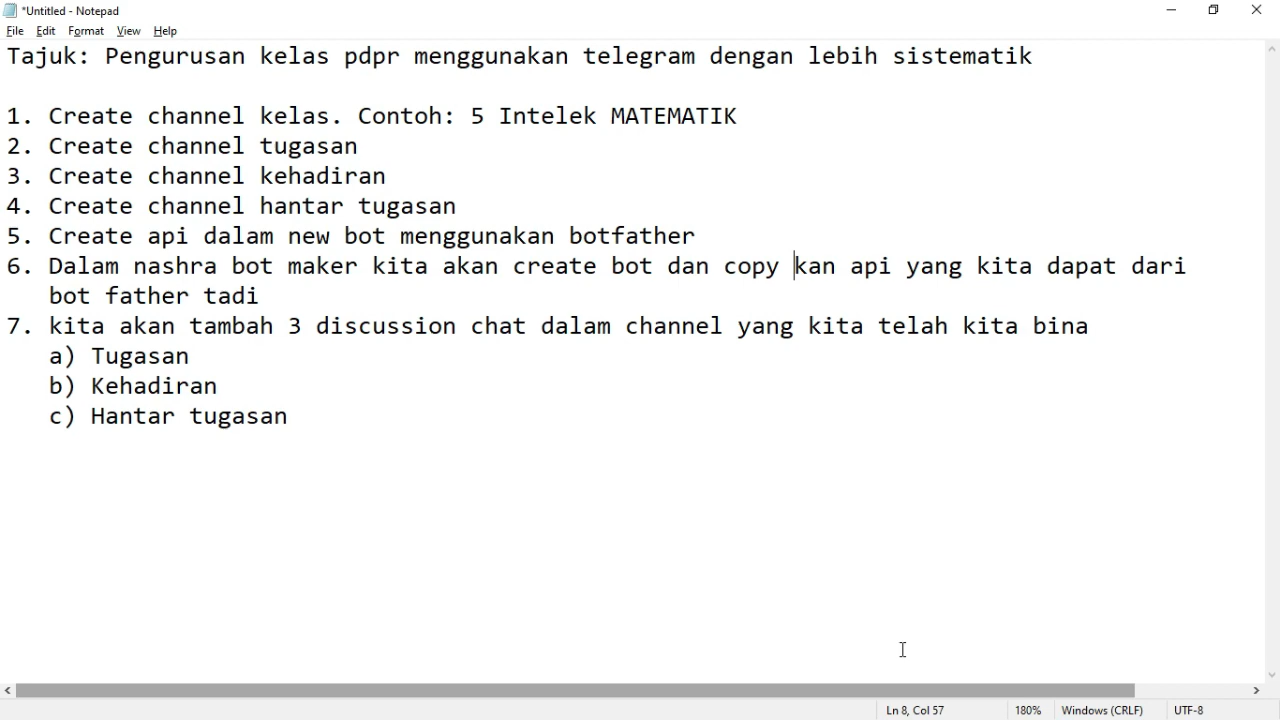 *Untitled - Notepad
File Edit Format View Help
Tajuk: Pengurusan kelas pdpr menggunakan telegram dengan lebih sistematik
1. Create channel kelas. Contoh: 5 Intelek MATEMATIK
2. Create channel tugasan
3. Create channel kehadiran
4. Create channel hantar tugasan
5. Create api dalam new bot menggunakan botfather
6. Dalam nashra bot maker kita akan create bot dan copy kan api yang kita dapat dari
bot father tadi
7. kita akan tambah 3 discussion chat dalam channel yang kita telah kita bina
a) Tugasan
b) Kehadiran
c) Hantar tugasan
Ln 8, Col 57 180% Windows (CRLF) UTF-8